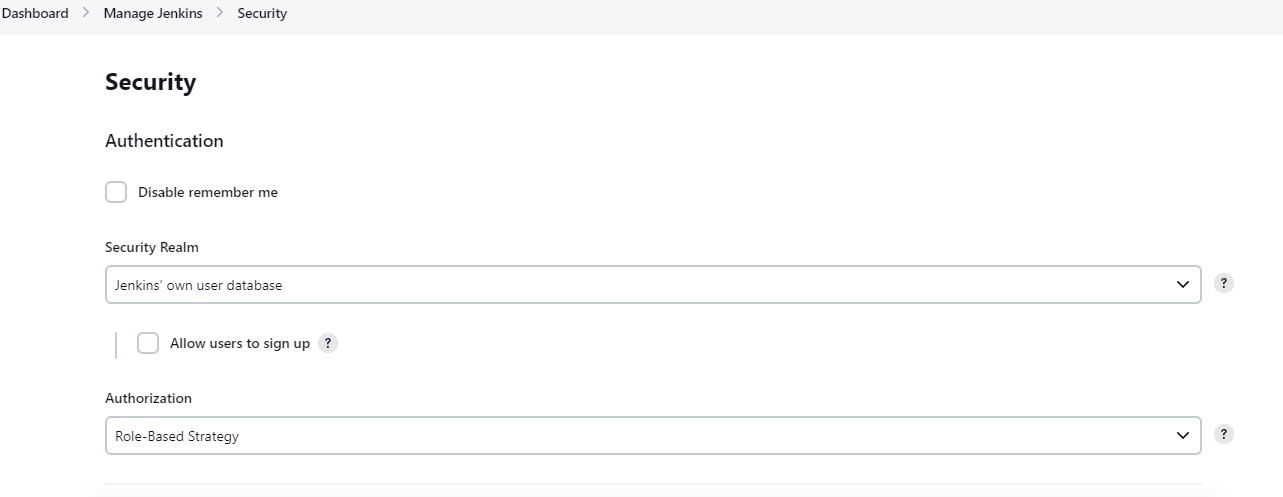 Dashboard > Manage Jenkins > Security
Security
Authentication
Disable remember me
Security Realm
Jenkins’ own user database
?
Allow users to sign up ?
Authorization
Role-Based Strategy
?